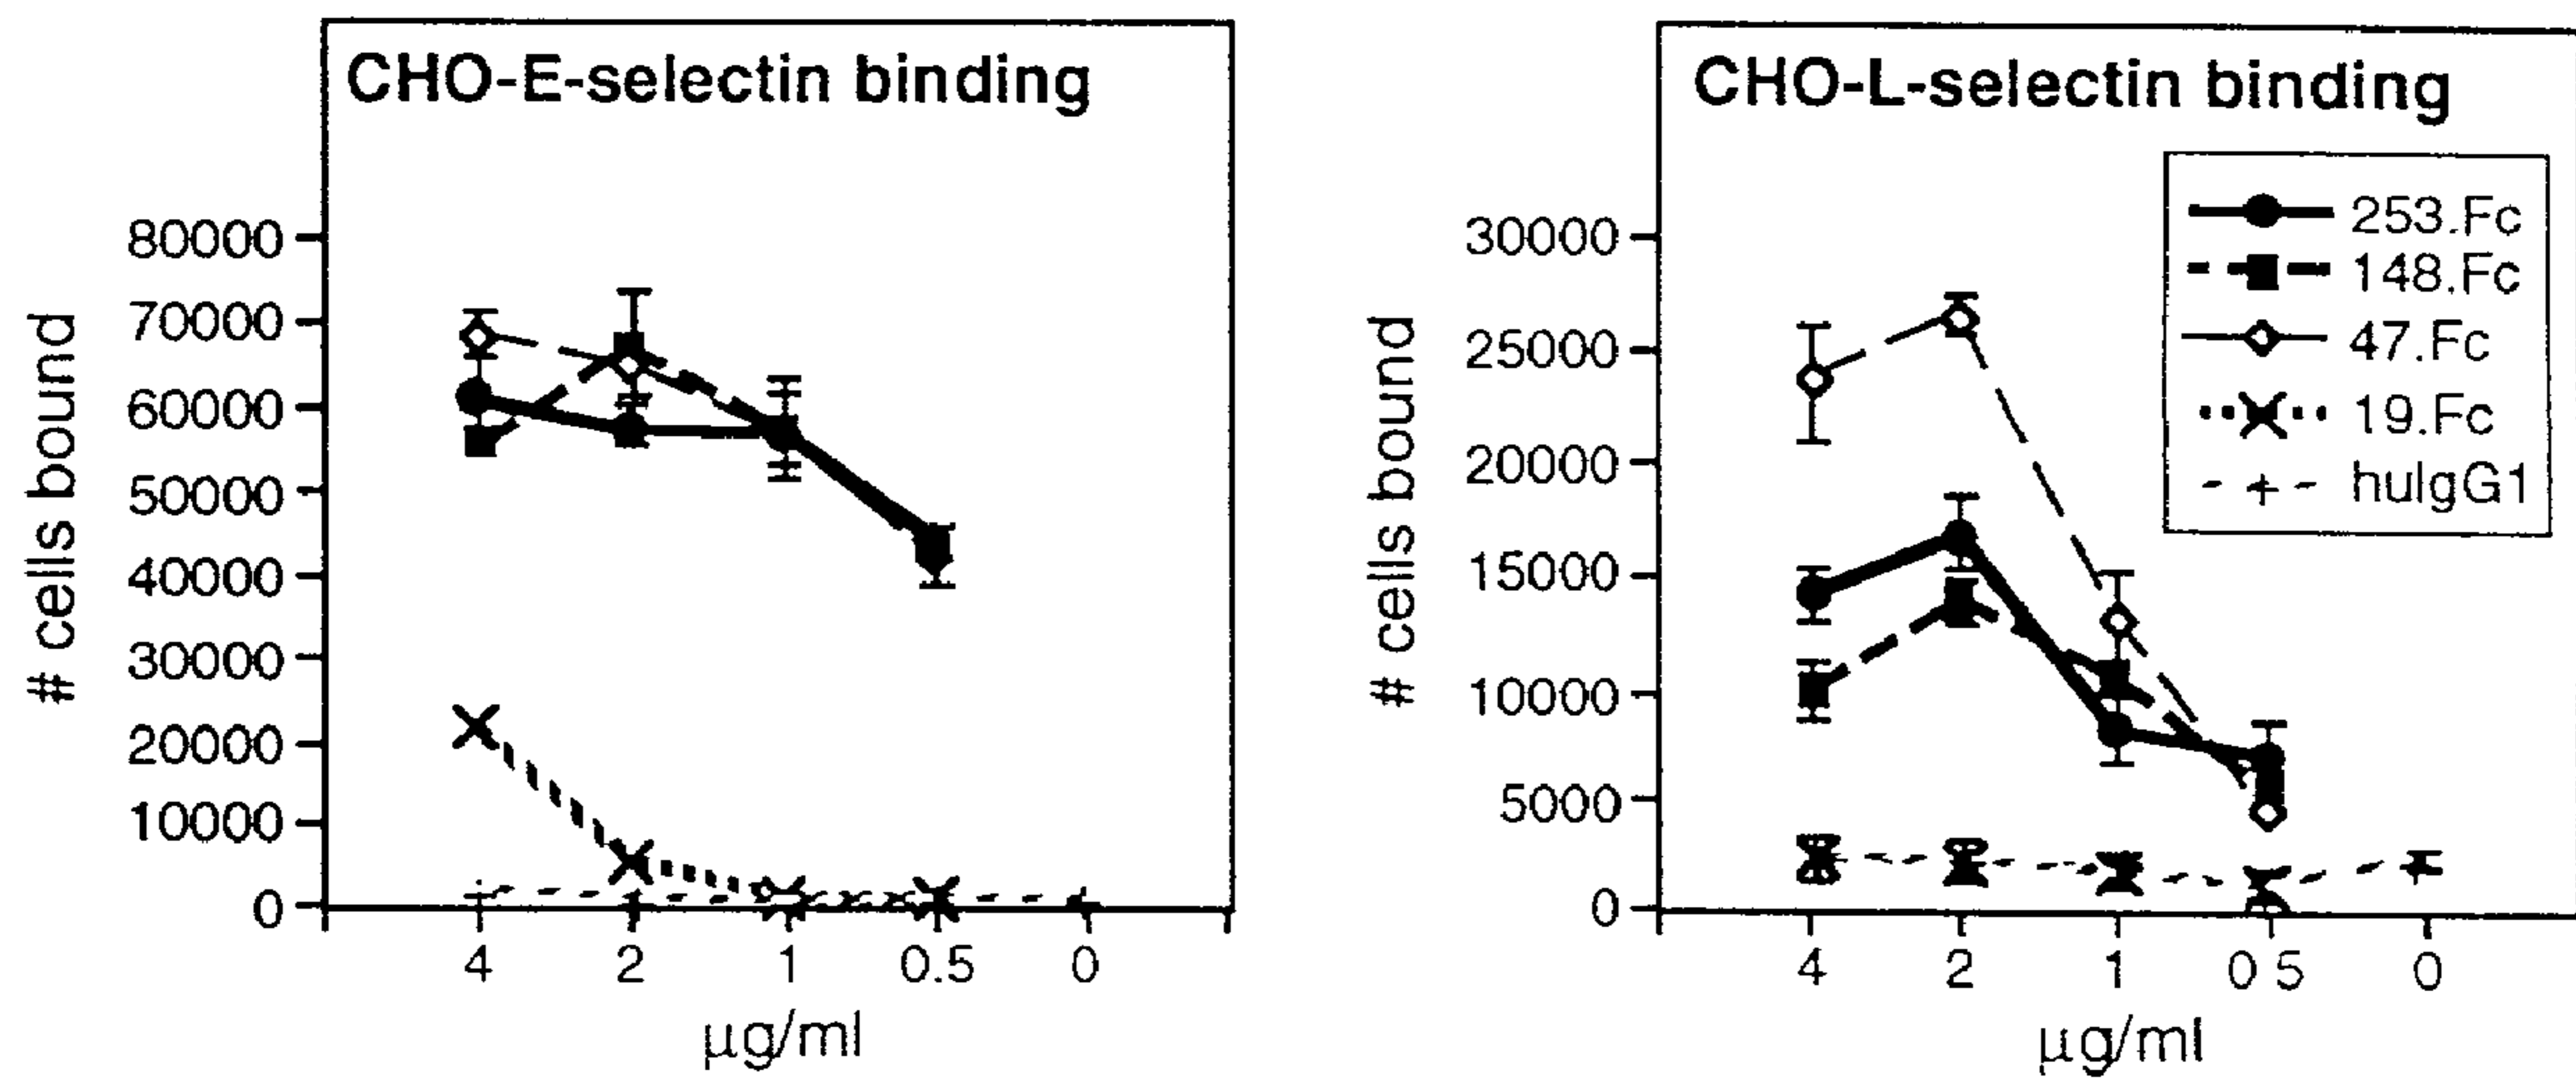 CHO-E-selectin binding
# cells bound
80000
70000
60000
50000
40000
30000
20000
10000
0
4 2 1 0.5 0
µg/ml
CHO-L-selectin binding
# cells bound
30000
25000
20000
15000
10000
5000
0
253.Fc
148.Fc
47.Fc
19.Fc
huIgG1
4 2 1 0 5 0
µg/ml